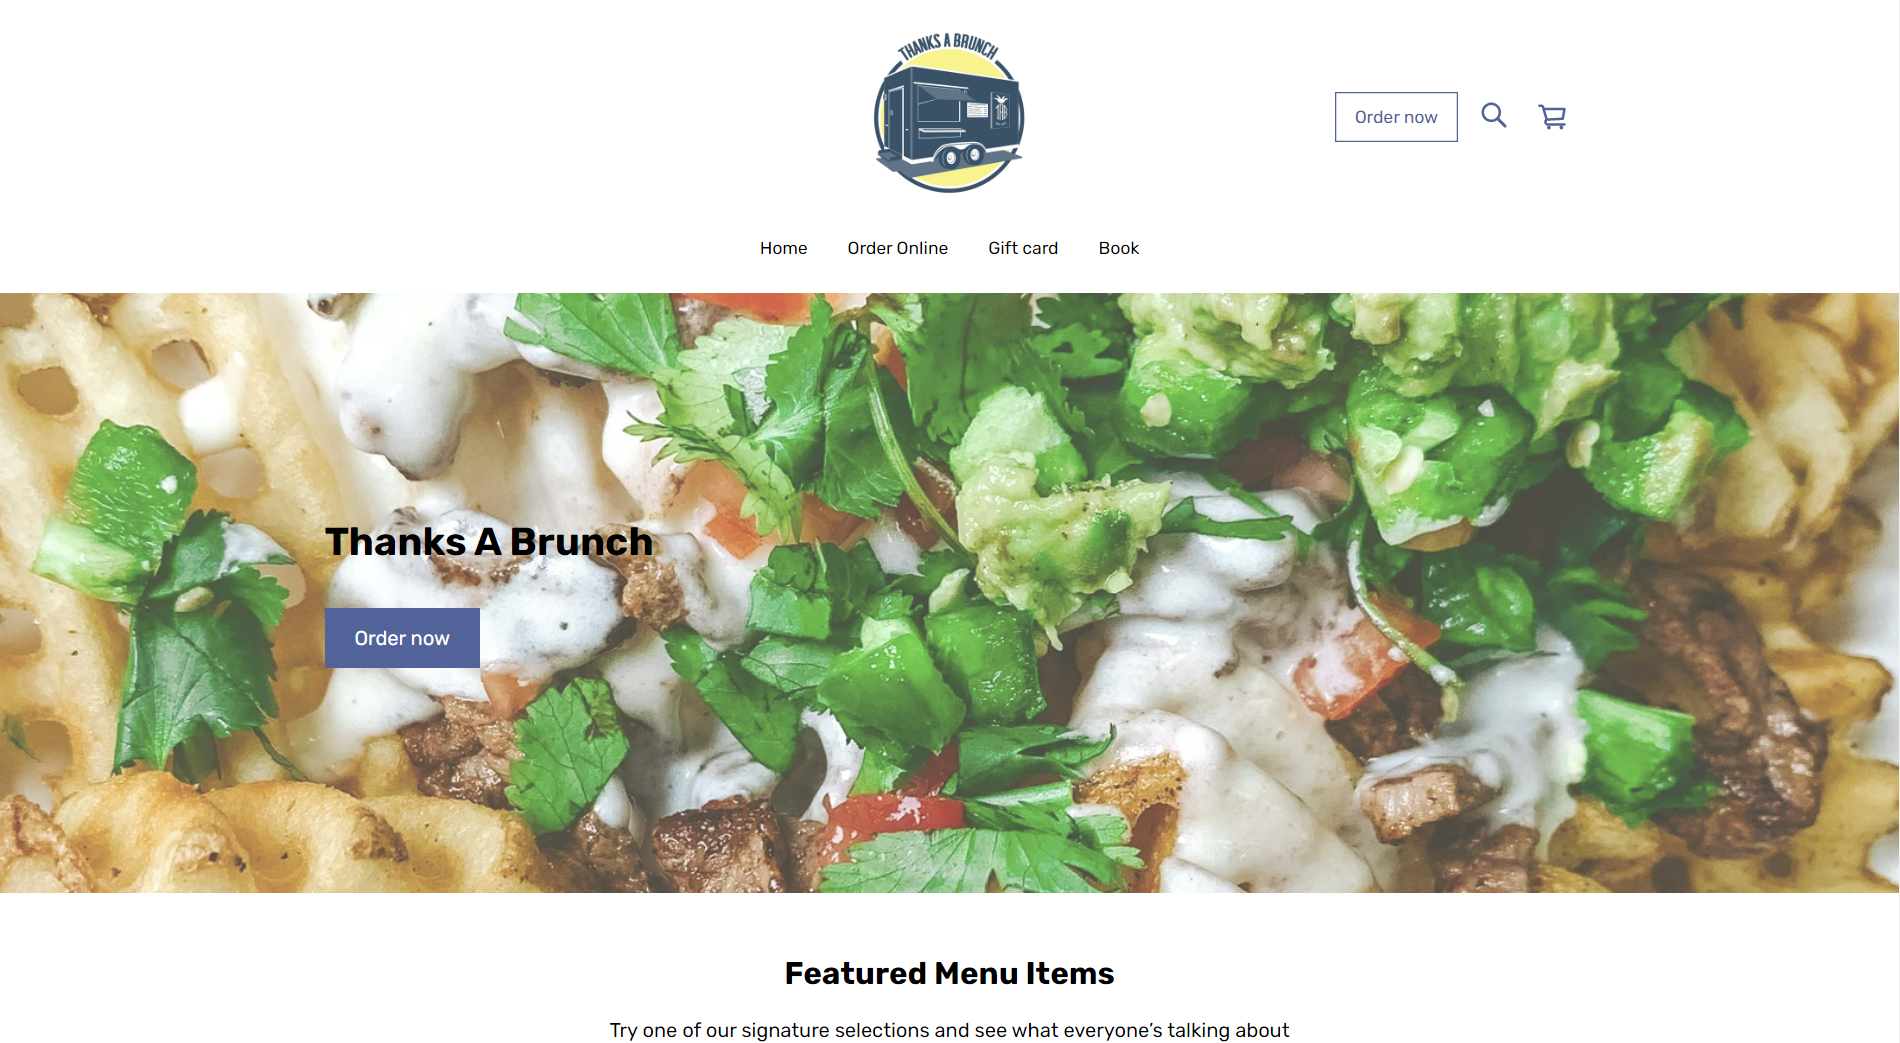 THANKS A BRUNCH
Order now
Home
Order Online
Gift card
Book
Thanks A Brunch
Order now
Featured Menu Items
Try one of our signature selections and see what everyone’s talking about